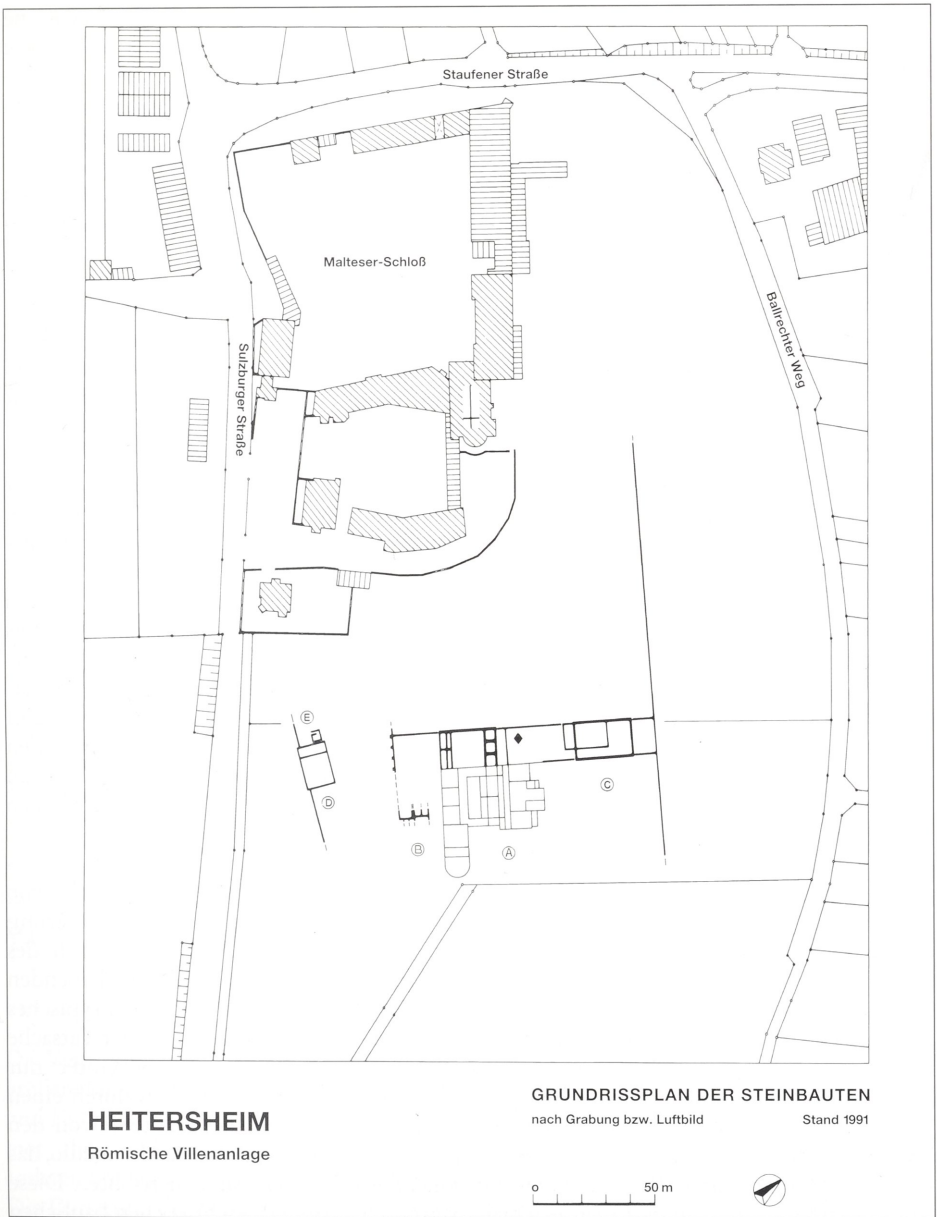 Staufener Straße
Malteser-Schloß
Sulzburger Straße
Ballrechter Weg
E
D
C
B
A
HEITERSHEIM
Römische Villenanlage
GRUNDRISSPLAN DER STEINBAUTEN
nach Grabung bzw. Luftbild Stand 1991
0 50 m